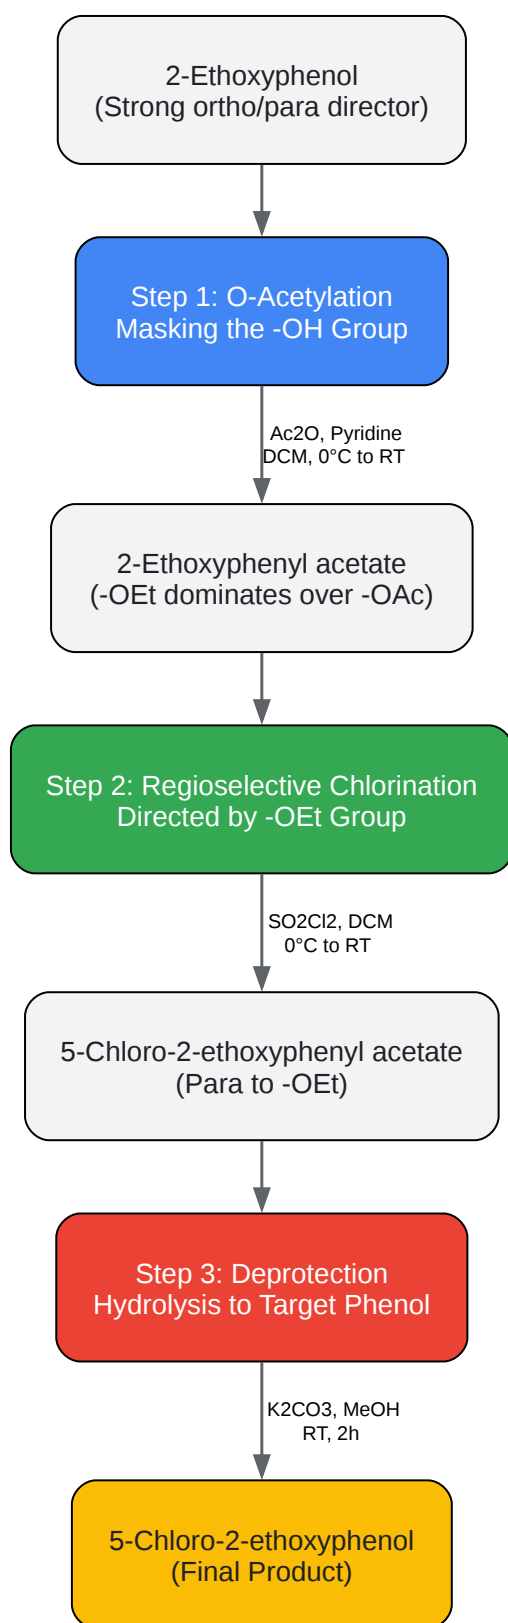 2-Ethoxyphenol
(Strong ortho/para director)
Step 1: O-Acetylation
Masking the -OH Group
Ac2O, Pyridine
DCM, 0°C to RT
2-Ethoxyphenyl acetate
(-OEt dominates over -OAc)
Step 2: Regioselective Chlorination
Directed by -OEt Group
SO2Cl2, DCM
0°C to RT
5-Chloro-2-ethoxyphenyl acetate
(Para to -OEt)
Step 3: Deprotection
Hydrolysis to Target Phenol
K2CO3, MeOH
RT, 2h
5-Chloro-2-ethoxyphenol
(Final Product)